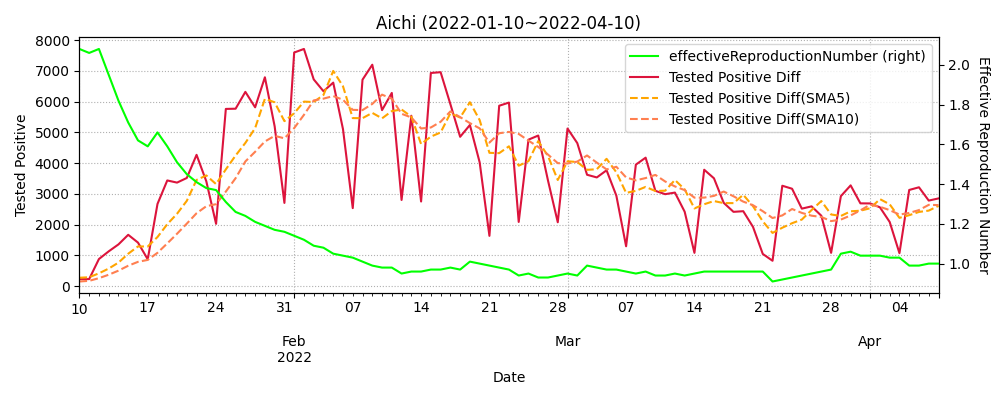 Aichi (2022-01-10~2022-04-10)
effectiveReproductionNumber (right)
Tested Positive Diff
Tested Positive Diff(SMA5)
Tested Positive Diff(SMA10)
Tested Positive
8000
7000
6000
5000
4000
3000
2000
1000
0
2.0
1.8
1.6
1.4
1.2
1.0
Effective Reproduction Number
10 17 24 31 07 14 21 28 07 14 21 28 04
Feb Mar Apr
2022
Date